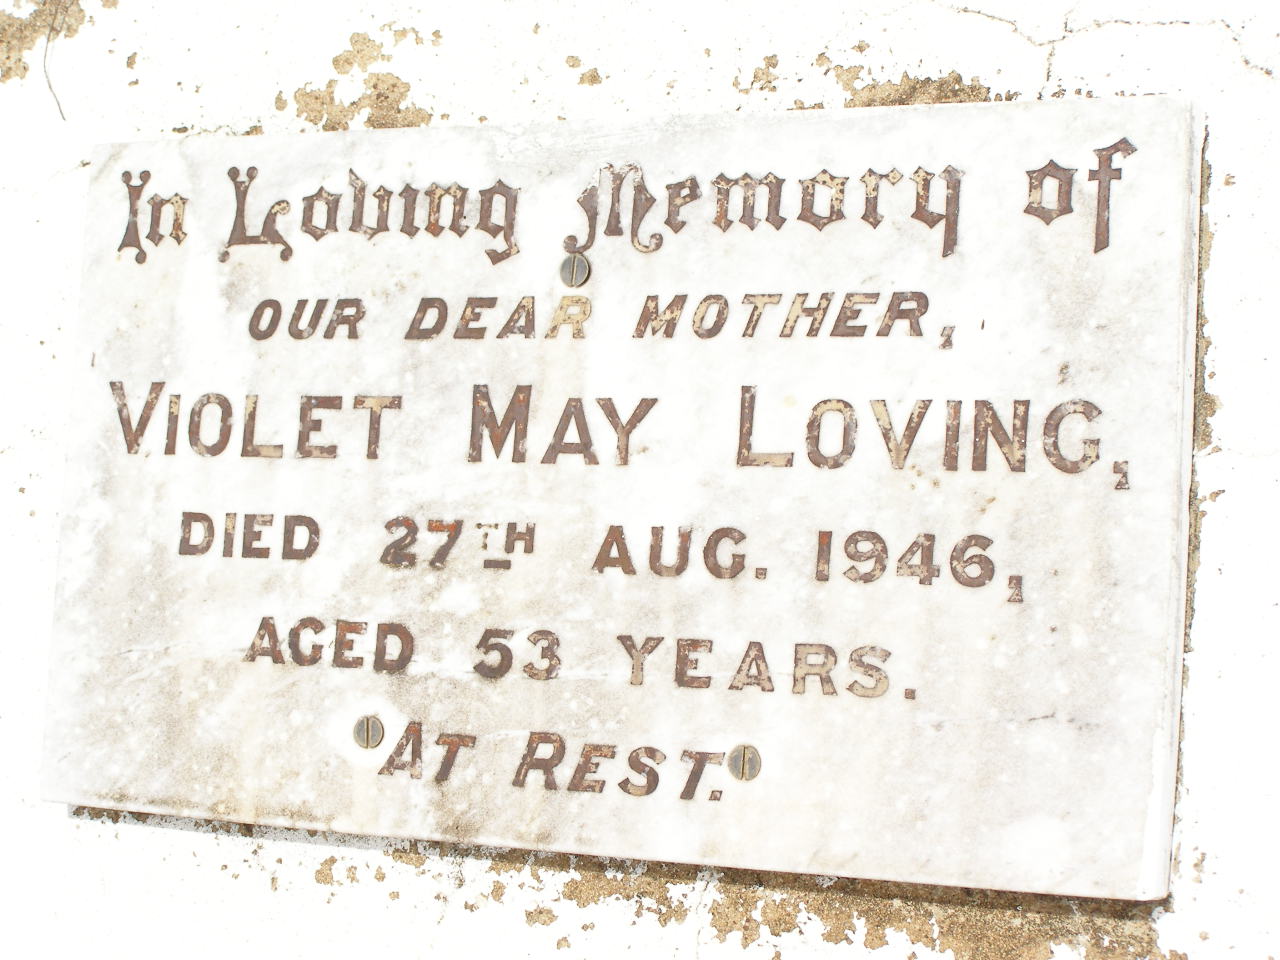 In Loving Memory of
OUR DEAR MOTHER,
VIOLET MAY LOVING,
DIED 27TH AUG. 1946,
AGED 53 YEARS.
AT REST.